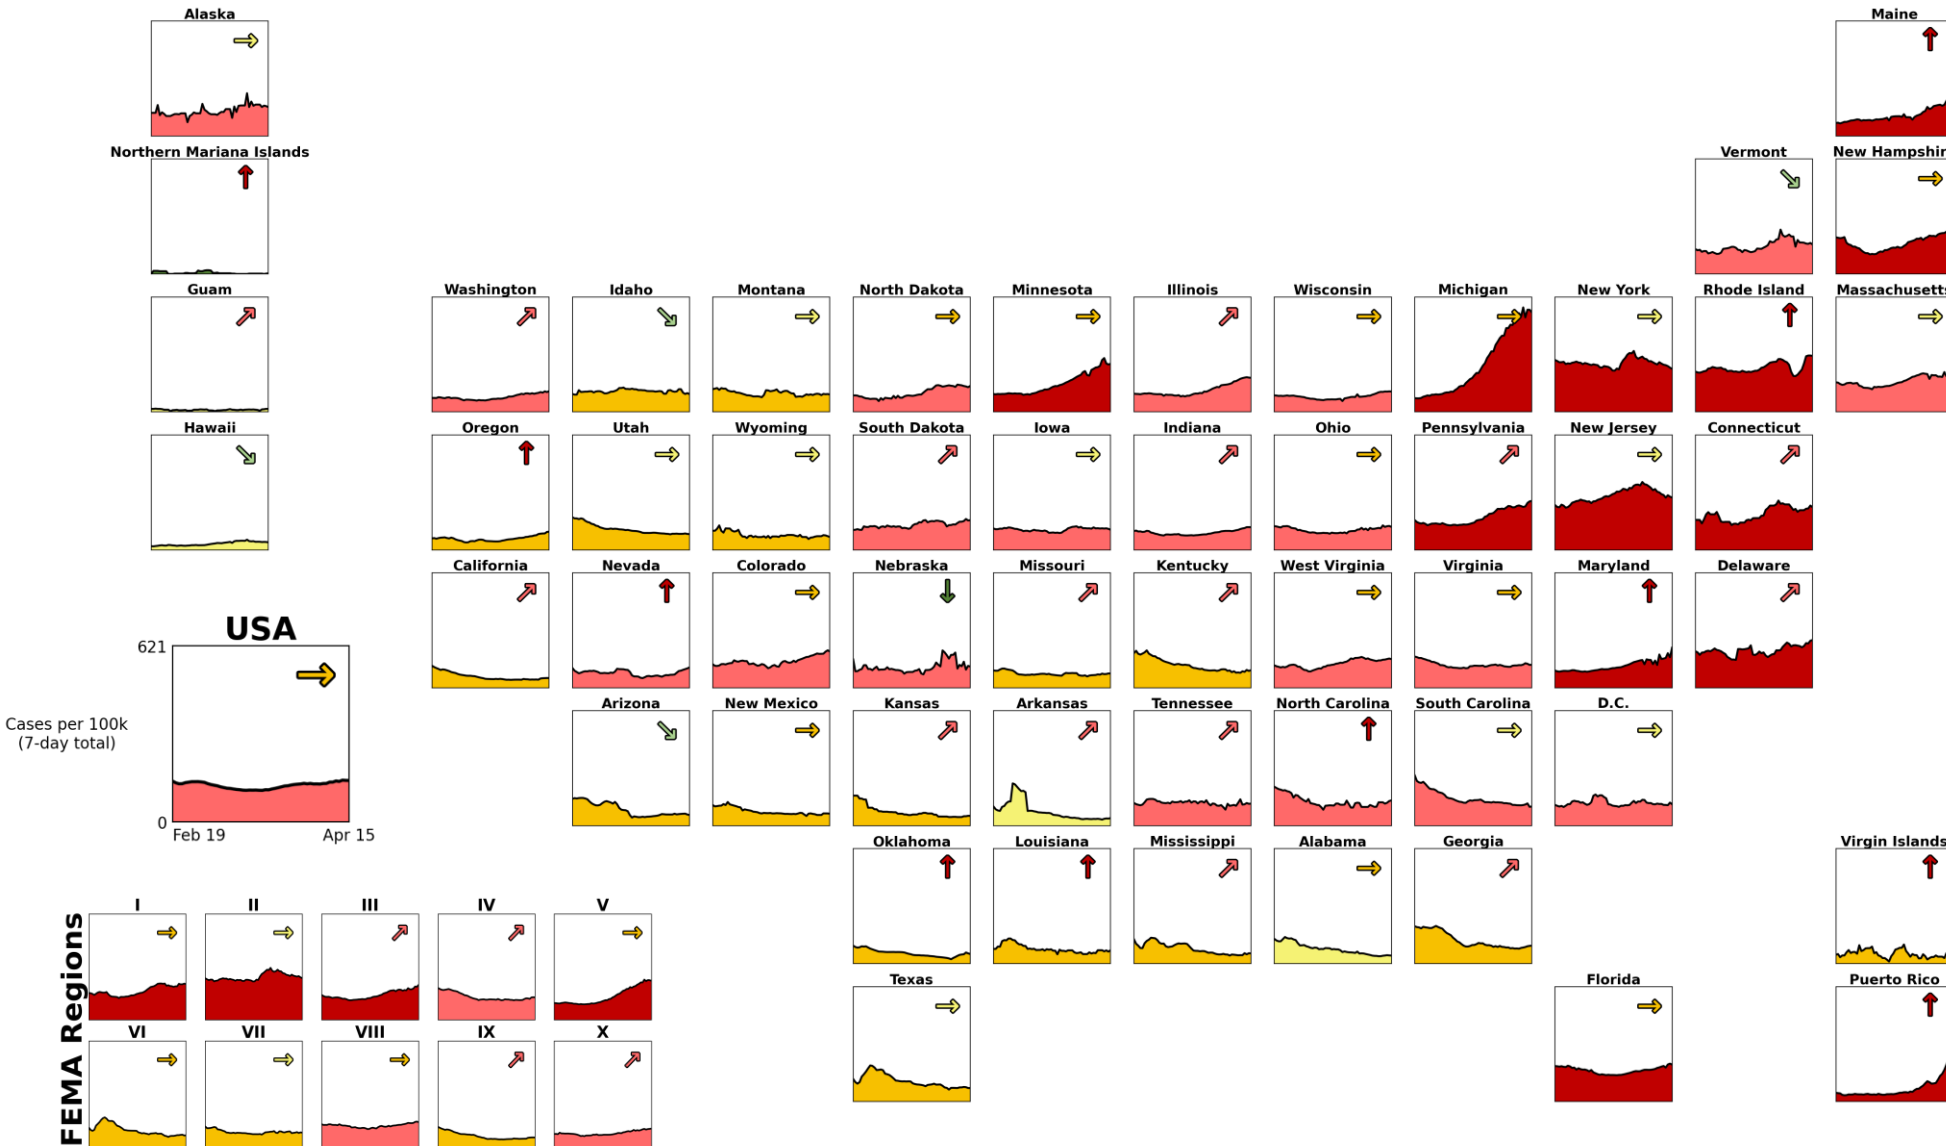 Alaska
Maine
Northern Mariana Islands
Vermont
New Hampshir
Guam
Washington
Idaho
Montana
North Dakota
Minnesota
Illinois
Wisconsin
Michigan
New York
Rhode Island
Massachusetts
Hawaii
Oregon
Utah
Wyoming
South Dakota
Iowa
Indiana
Ohio
Pennsylvania
New Jersey
Connecticut
California
Nevada
Colorado
Nebraska
Missouri
Kentucky
West Virginia
Virginia
Maryland
Delaware
USA
621
Cases per 100k
(7-day total)
0
Feb 19
Apr 15
Arizona
New Mexico
Kansas
Arkansas
Tennessee
North Carolina
South Carolina
D.C.
Oklahoma
Louisiana
Mississippi
Alabama
Georgia
Virgin Islands
FEMA Regions
I
II
III
IV
V
VI
VII
VIII
IX
X
Texas
Florida
Puerto Rico